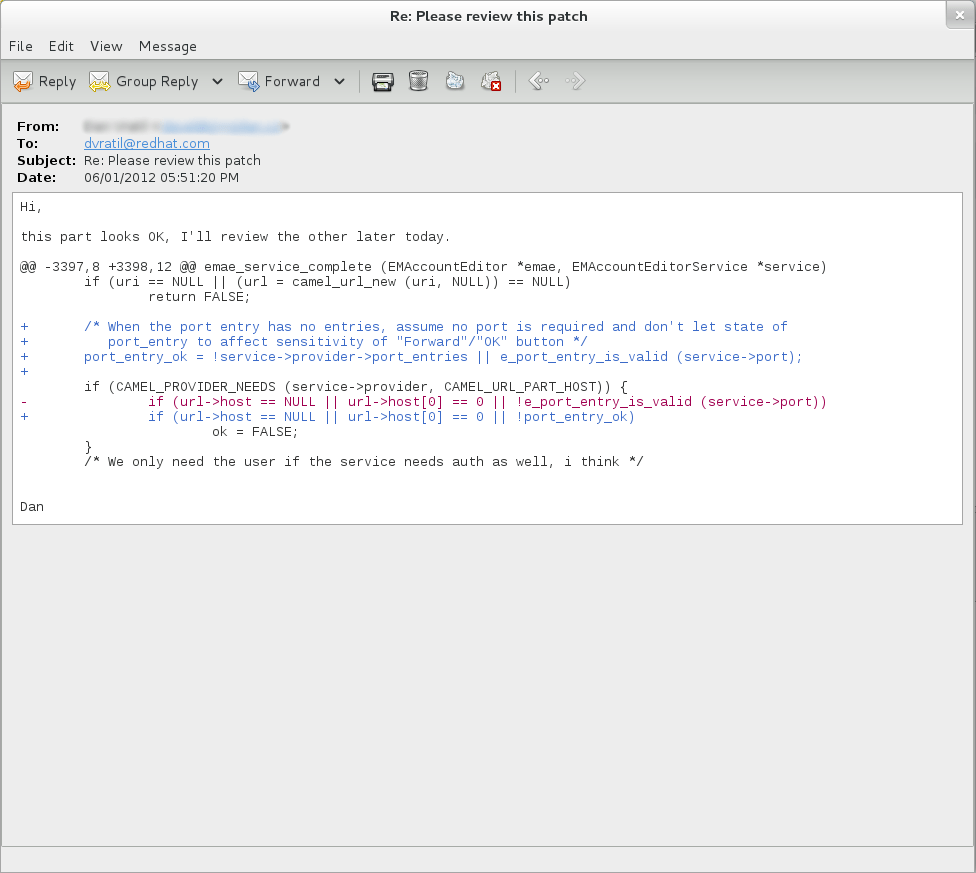 Re: Please review this patch
File Edit View Message
Reply Group Reply Forward
From:
To: dvratil@redhat.com
Subject: Re: Please review this patch
Date: 06/01/2012 05:51:20 PM
Hi,
this part looks OK, I'll review the other later today.
@@ -3397,8 +3398,12 @@ emae_service_complete (EMAccountEditor *emae, EMAccountEditorService *service)
        if (uri == NULL || (url = camel_url_new (uri, NULL)) == NULL)
                return FALSE;
+       /* When the port entry has no entries, assume no port is required and don't let state of
+          port_entry to affect sensitivity of "Forward"/"OK" button */
+       port_entry_ok = !service->provider->port_entries || e_port_entry_is_valid (service->port);
+
        if (CAMEL_PROVIDER_NEEDS (service->provider, CAMEL_URL_PART_HOST)) {
-               if (url->host == NULL || url->host[0] == 0 || !e_port_entry_is_valid (service->port))
+               if (url->host == NULL || url->host[0] == 0 || !port_entry_ok)
                        ok = FALSE;
        }
        /* We only need the user if the service needs auth as well, i think */
Dan